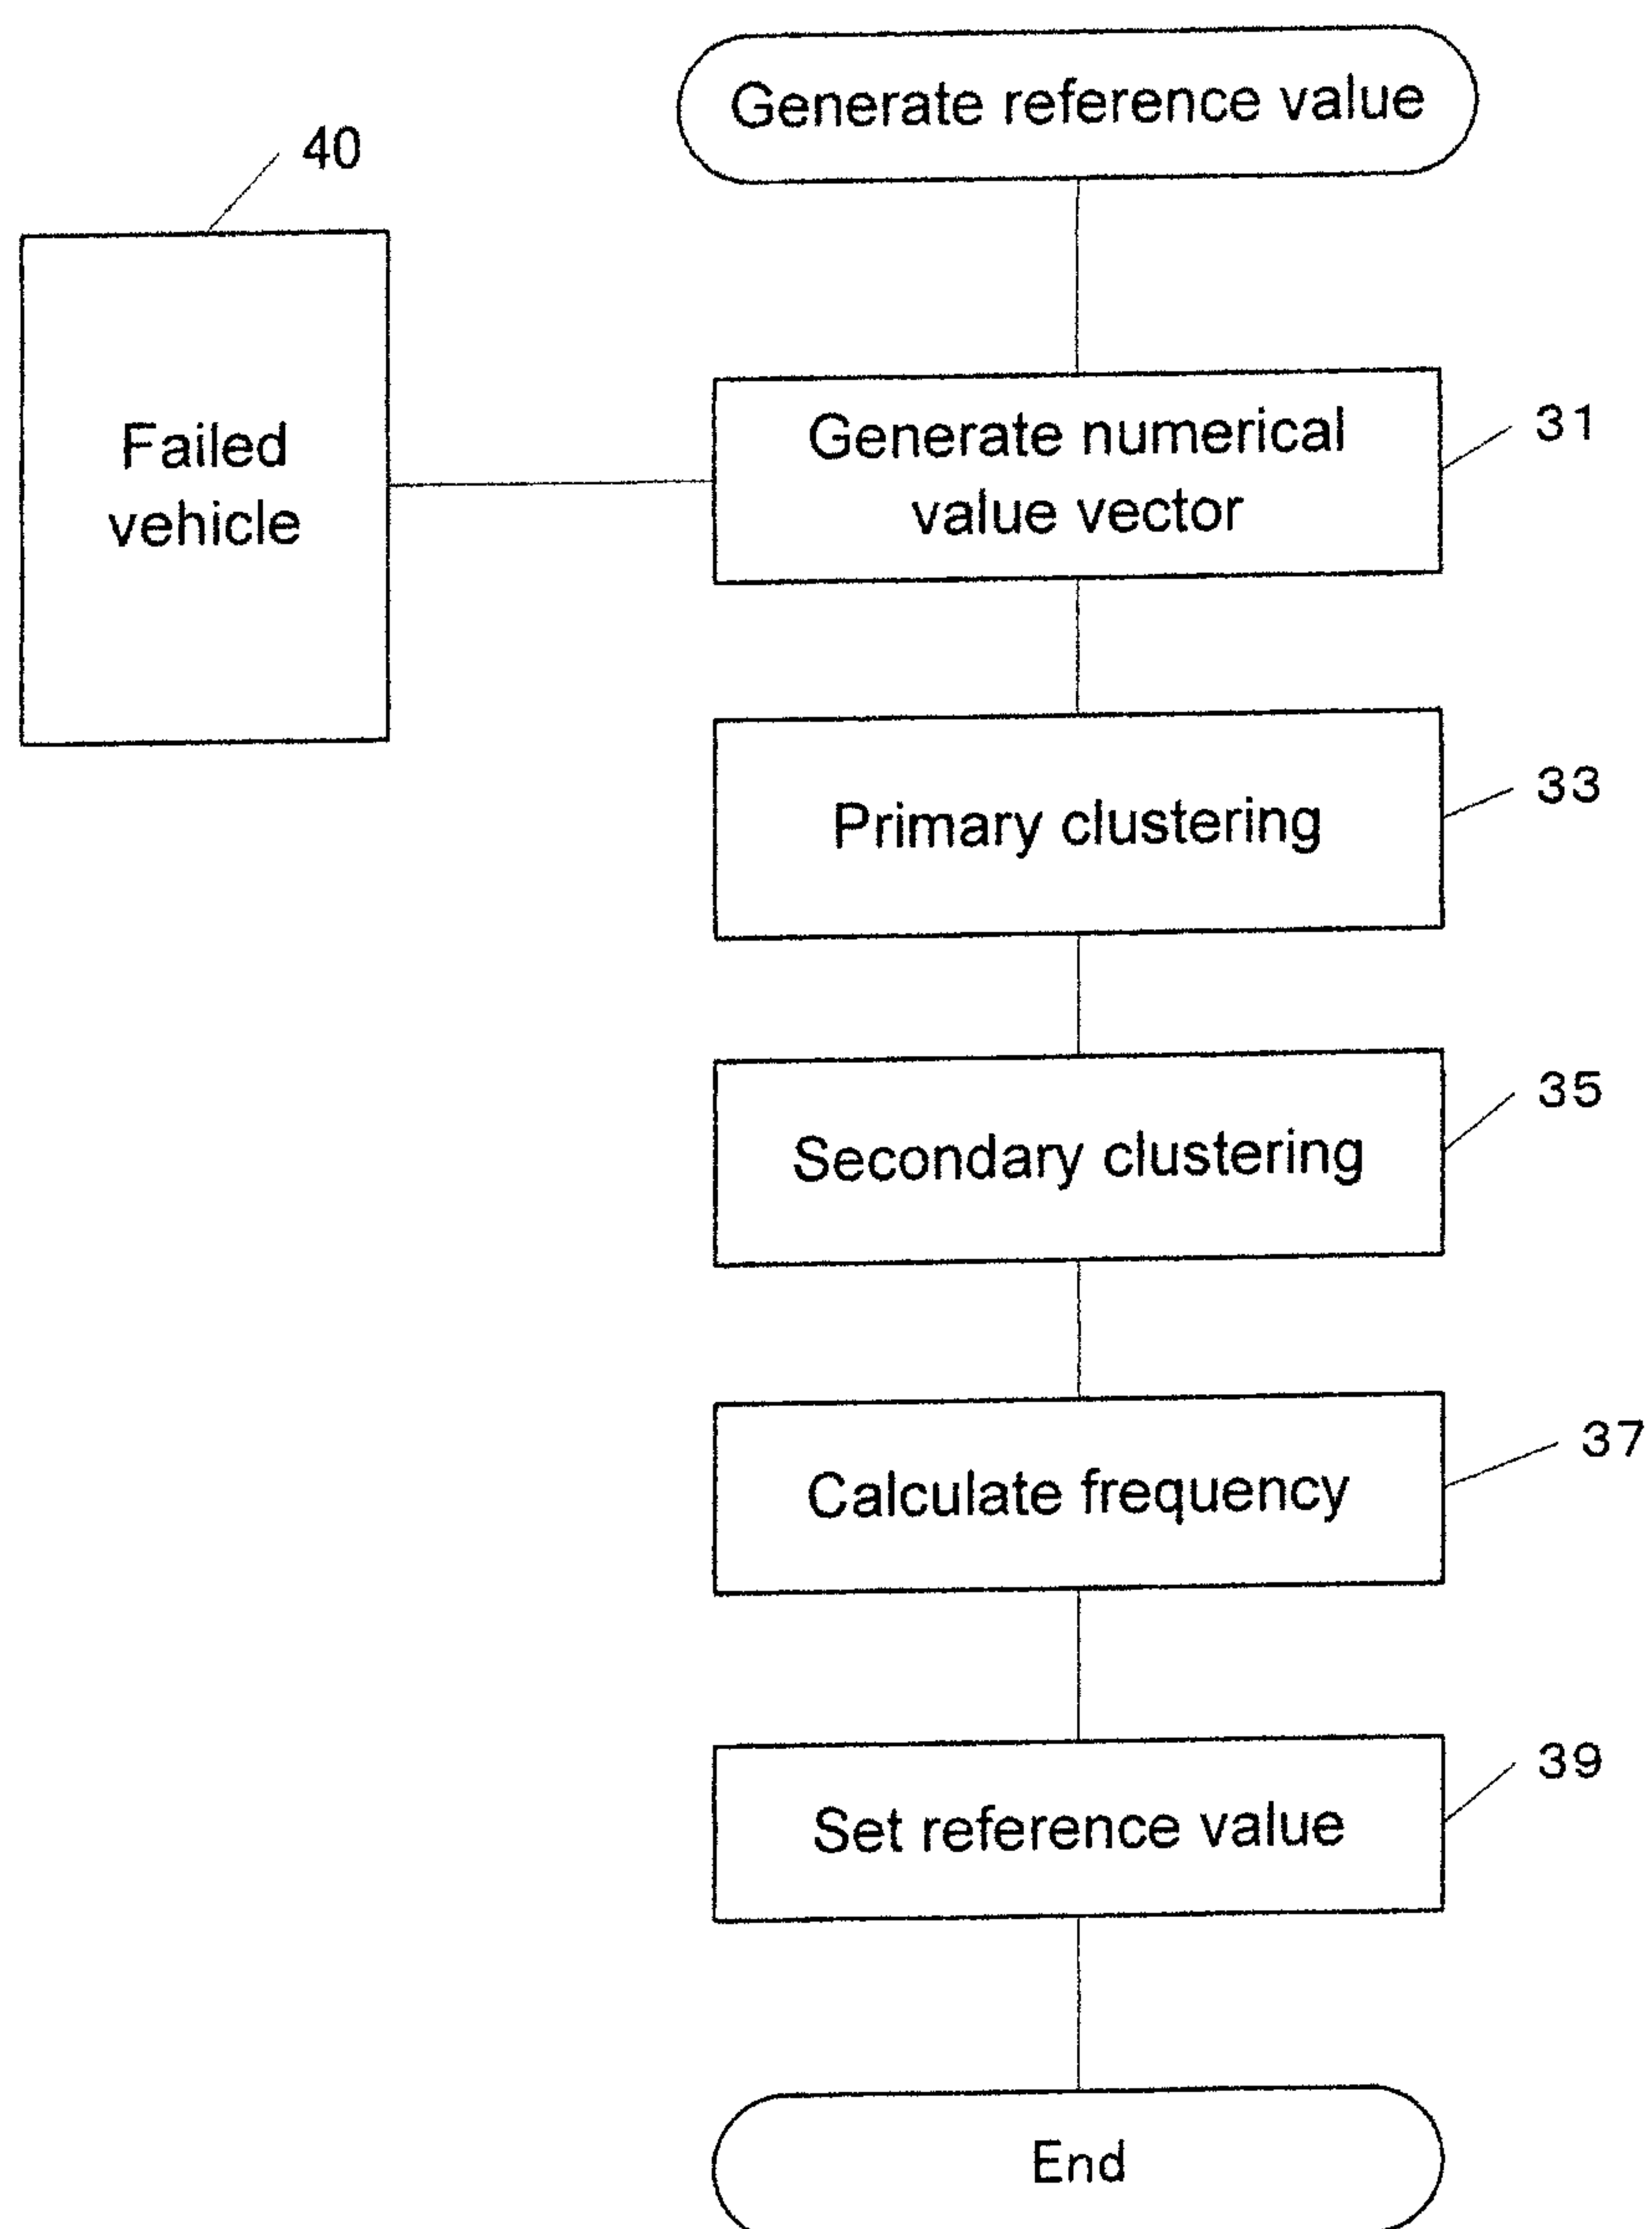 Generate reference value
40
Failed
vehicle
Generate numerical
value vector
31
Primary clustering
33
Secondary clustering
35
Calculate frequency
37
Set reference value
39
End